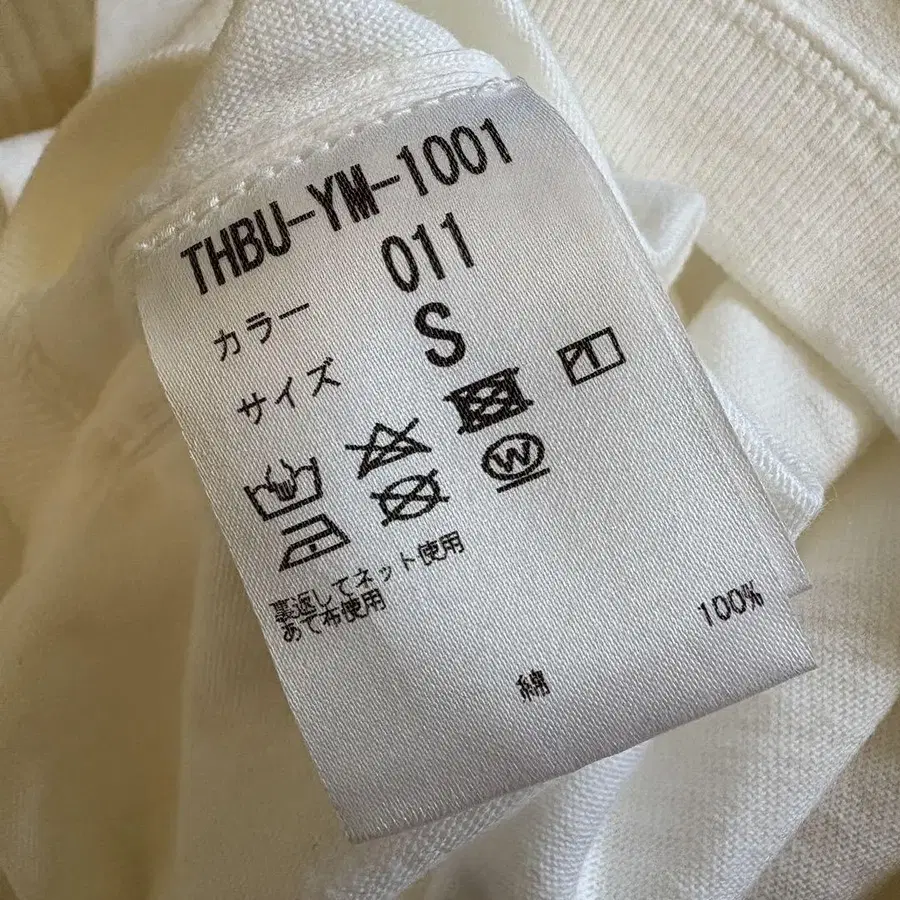 THBU-YM-1001
カラー 011
サイズ S
W
裏返してネット使用
あて布使用
綿 100%